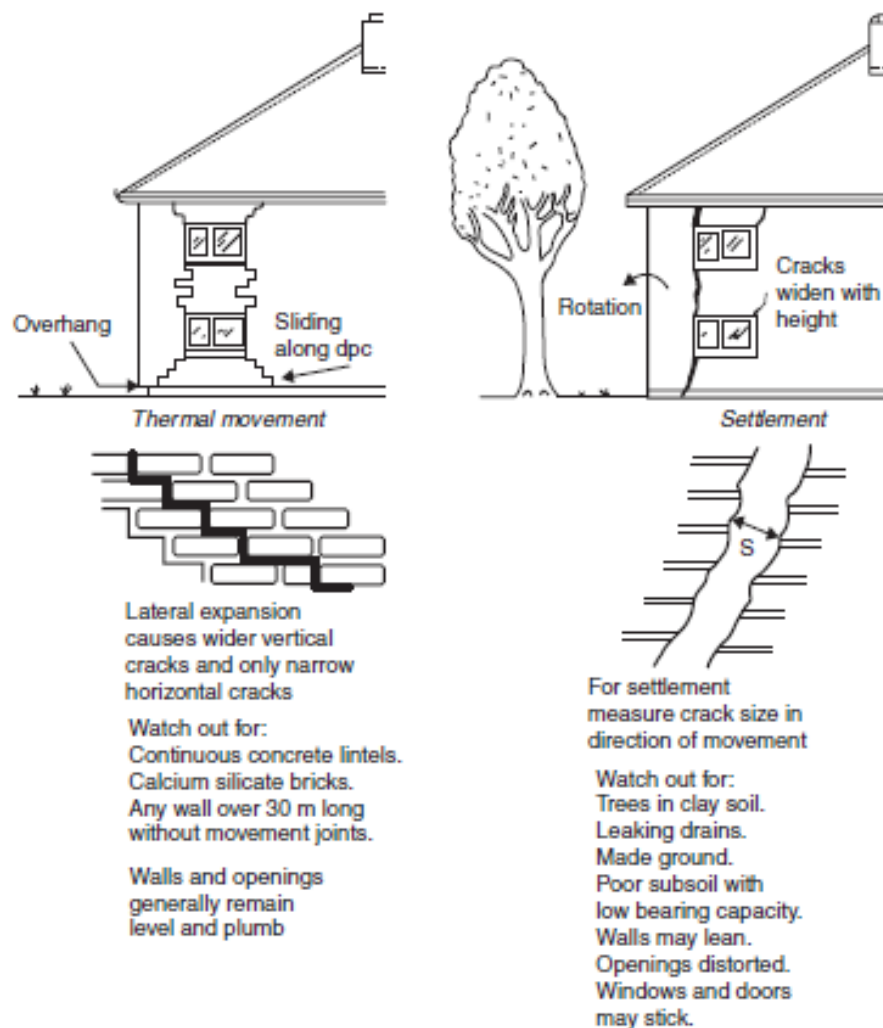 Overhang
Sliding
along dpc
Thermal movement
Rotation
Cracks
widen with
height
Settlement
Lateral expansion
causes wider vertical
cracks and only narrow
horizontal cracks
Watch out for:
Continuous concrete lintels.
Calcium silicate bricks.
Any wall over 30 m long
without movement joints.
Walls and openings
generally remain
level and plumb
S
For settlement
measure crack size in
direction of movement
Watch out for:
Trees in clay soil.
Leaking drains.
Made ground.
Poor subsoil with
low bearing capacity.
Walls may lean.
Openings distorted.
Windows and doors
may stick.